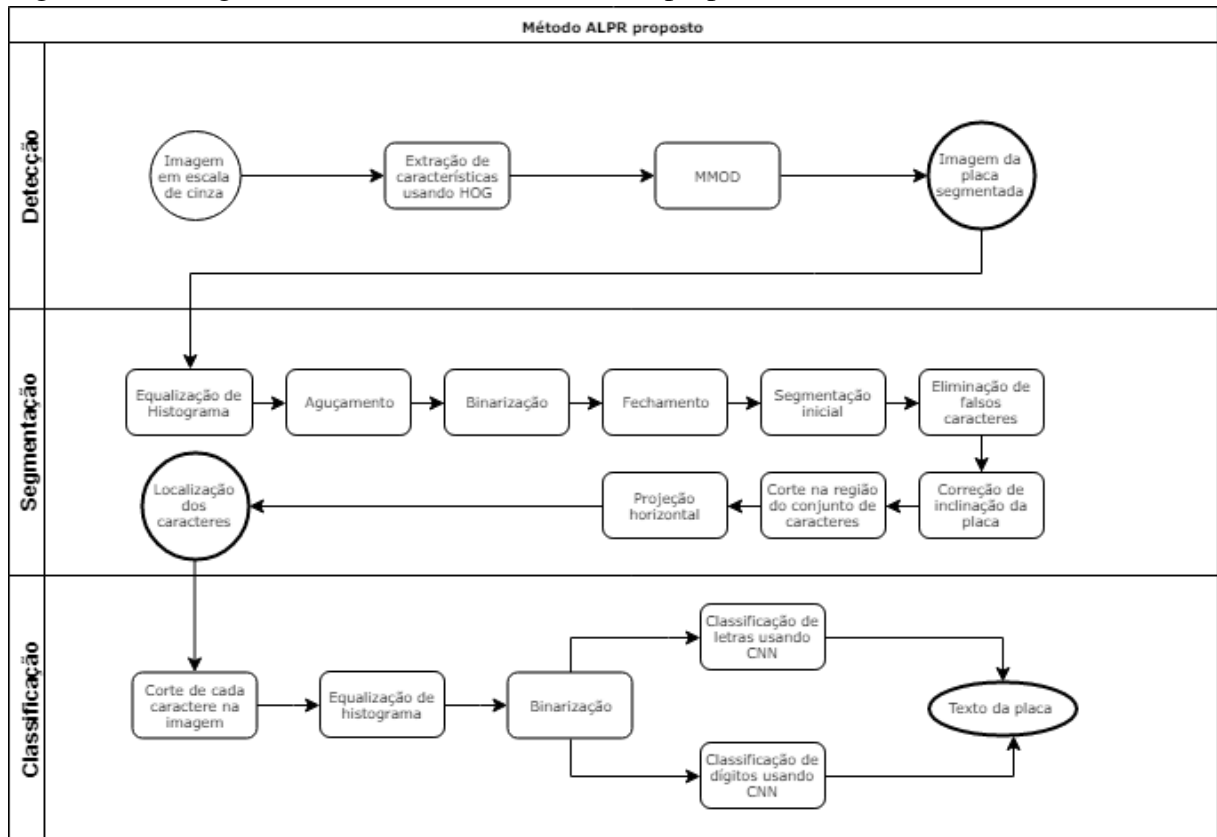 Método ALPR proposto
Detecção
Imagem
em escala
de cinza
Extração de
características
usando HOG
MMOD
Imagem da
placa
segmentada
Segmentação
Equalização de
Histograma
Aguçamento
Binarização
Fechamento
Segmentação
inicial
Eliminação de
falsos
caracteres
Correção de
inclinação da
placa
Corte na região
do conjunto de
caracteres
Projeção
horizontal
Localização
dos
caracteres
Classificação
Corte de cada
caractere na
imagem
Equalização de
histograma
Binarização
Classificação de
letras usando
CNN
Classificação de
dígitos usando
CNN
Texto da placa